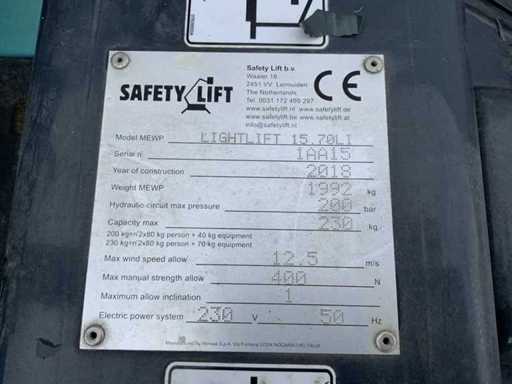 Safety Lift b.v.
Waaier 18
2451 VV Leimuiden
The Netherlands
Tel. 0031 172 499 297
www.safetylift.nl www.safetylift.de
www.safetylift.be www.safetylift.at
info@safetylift.nl
CE
SAFETY LIFT
Model MEWP LIGHTLIFT 15.70LI
Serial n. 1AA15
Year of construction 2018
Weight MEWP 1992 kg
Hydraulic circuit max pressure 200 bar
Capacity max 230 kg
200 kg=n°2x80 kg person + 40 kg equipment
230 kg=n°2x80 kg person + 70 kg equipment
Max wind speed allow 12.5 m/s
Max manual strength allow 400 N
Maximum allow inclination 1
Electric power system 230 V 50 Hz